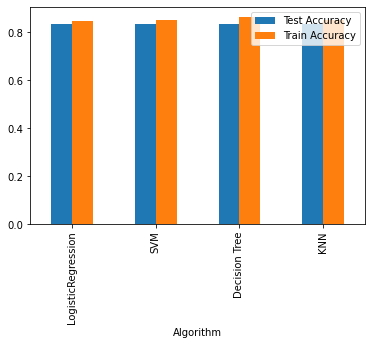 Test Accuracy
Train Accuracy
0.8
0.6
0.4
0.2
0.0
LogisticRegression
SVM
Decision Tree
KNN
Algorithm